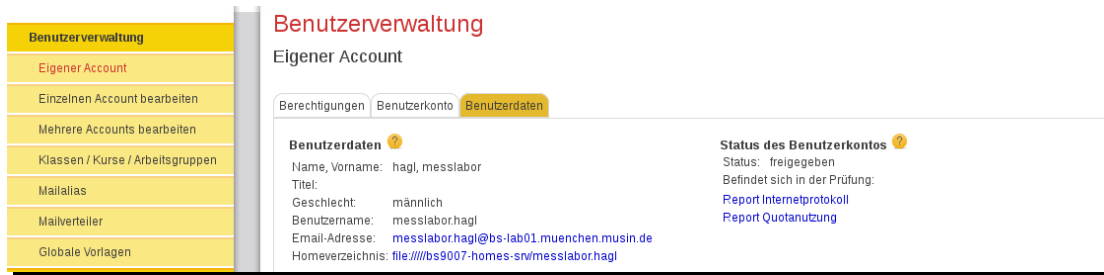 Benutzerverwaltung
Eigener Account
Einzelnen Account bearbeiten
Mehrere Accounts bearbeiten
Klassen / Kurse / Arbeitsgruppen
Mailalias
Mailverteiler
Globale Vorlagen
Benutzerverwaltung
Eigener Account
Berechtigungen Benutzerkonto Benutzerdaten
Benutzerdaten ?
Name, Vorname: hagl, messlabor
Titel:
Geschlecht: männlich
Benutzername: messlabor.hagl
Email-Adresse: messlabor.hagl@bs-lab01.muenchen.musin.de
Homeverzeichnis: file://///bs9007-homes-srv/messlabor.hagl
Status des Benutzerkontos ?
Status: freigegeben
Befindet sich in der Prüfung:
Report Internetprotokoll
Report Quotanutzung